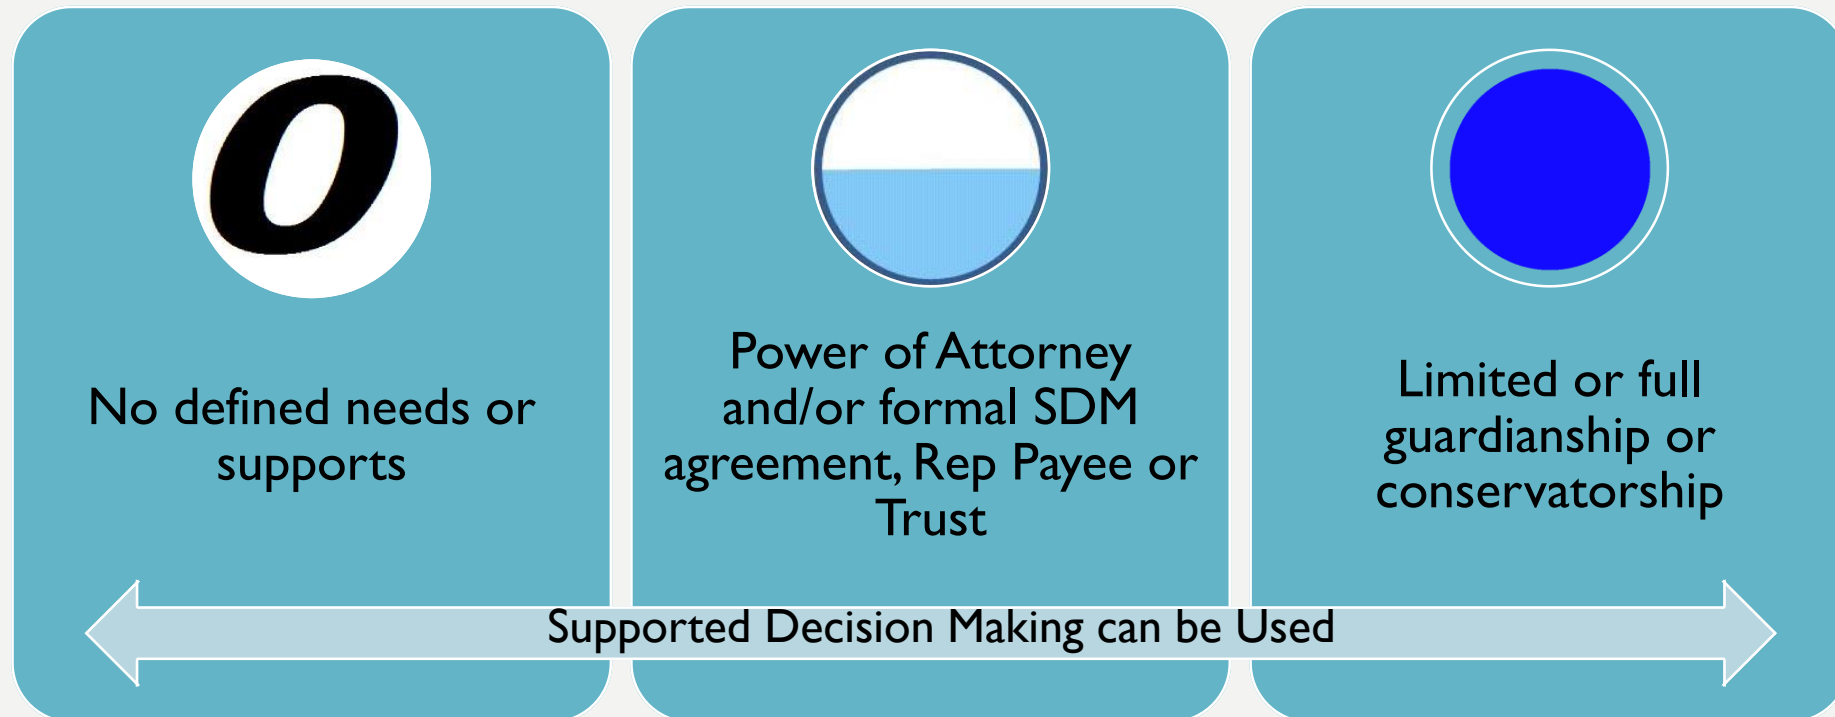 0
No defined needs or
supports
Power of Attorney
and/or formal SDM
agreement, Rep Payee or
Trust
Limited or full
guardianship or
conservatorship
Supported Decision Making can be Used